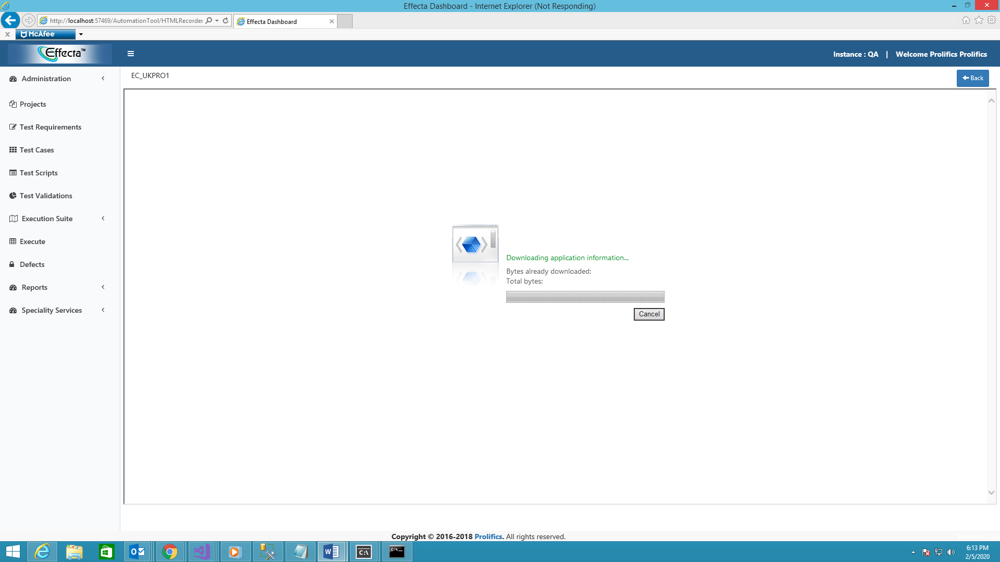 Effecta Dashboard - Internet Explorer (Not Responding)
http://localhost:57469/AutomationTool/HTMLRecorder
Effecta Dashboard
McAfee
Effecta™
Instance : QA | Welcome Prolifics Prolifics
Administration
EC_UKPRO1
Back
Projects
Test Requirements
Test Cases
Test Scripts
Test Validations
Execution Suite
Execute
Defects
Reports
Speciality Services
Downloading application information...
Bytes already downloaded:
Total bytes:
Cancel
Copyright © 2016-2018 Prolifics. All rights reserved.
6:13 PM
2/5/2020